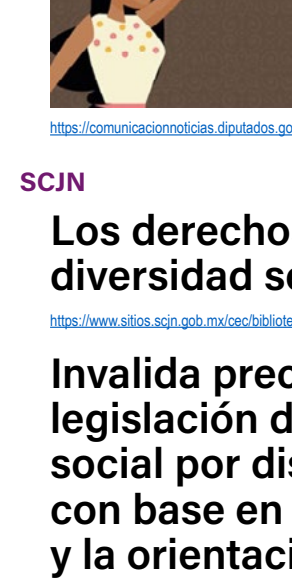 https://comunicacionnoticias.diputados.go
SCJN
Los derecho
diversidad s
https://www.sitios.scjn.gob.mx/cec/bibliote
Invalida prec
legislación d
social por dis
con base en
y la orientaci